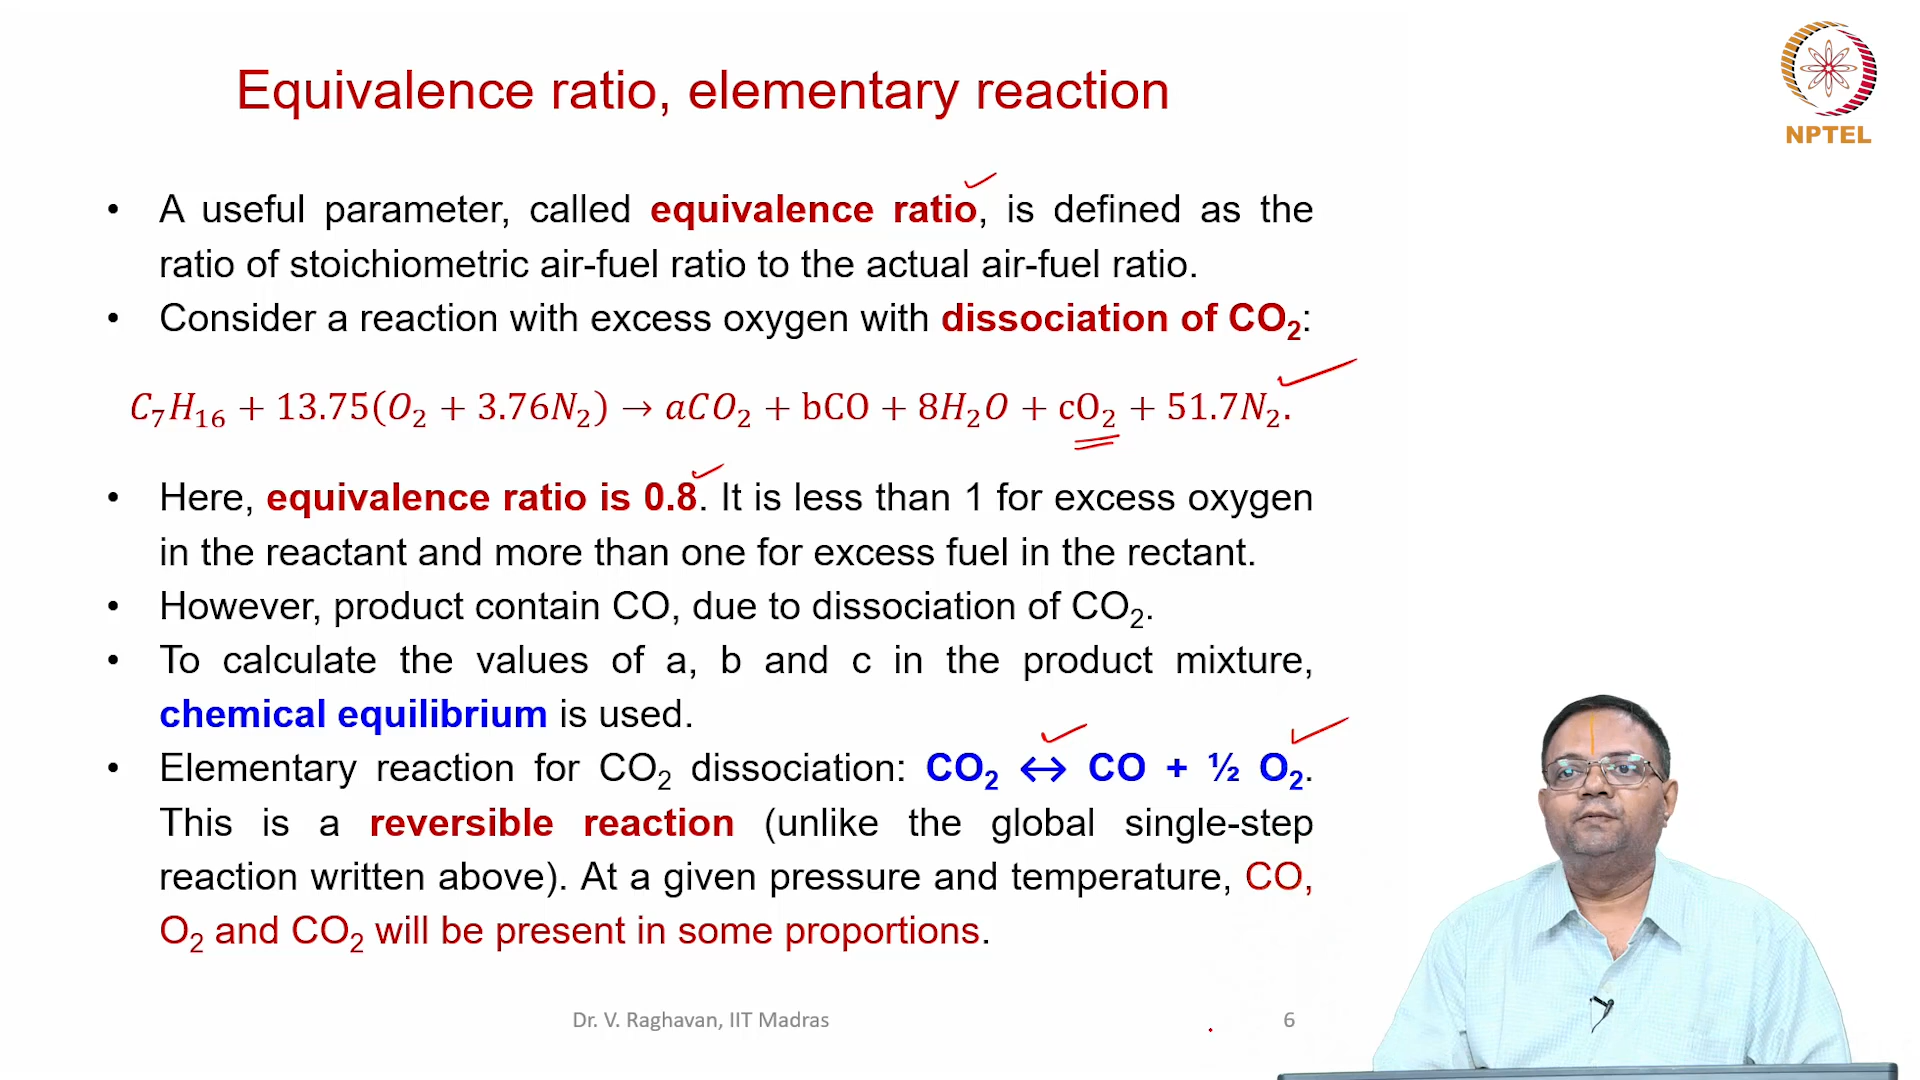 Equivalence ratio, elementary reaction
NPTEL
• A useful parameter, called equivalence ratio, is defined as the
ratio of stoichiometric air-fuel ratio to the actual air-fuel ratio.
• Consider a reaction with excess oxygen with dissociation of CO₂:
C₇H₁₆ + 13.75(O₂ + 3.76N₂) → aCO₂ + bCO + 8H₂O + cO₂ + 51.7N₂.
• Here, equivalence ratio is 0.8. It is less than 1 for excess oxygen
in the reactant and more than one for excess fuel in the rectant.
• However, product contain CO, due to dissociation of CO₂.
• To calculate the values of a, b and c in the product mixture,
chemical equilibrium is used.
• Elementary reaction for CO₂ dissociation: CO₂ ↔ CO + ½ O₂.
This is a reversible reaction (unlike the global single-step
reaction written above). At a given pressure and temperature, CO,
O₂ and CO₂ will be present in some proportions.
Dr. V. Raghavan, IIT Madras
6